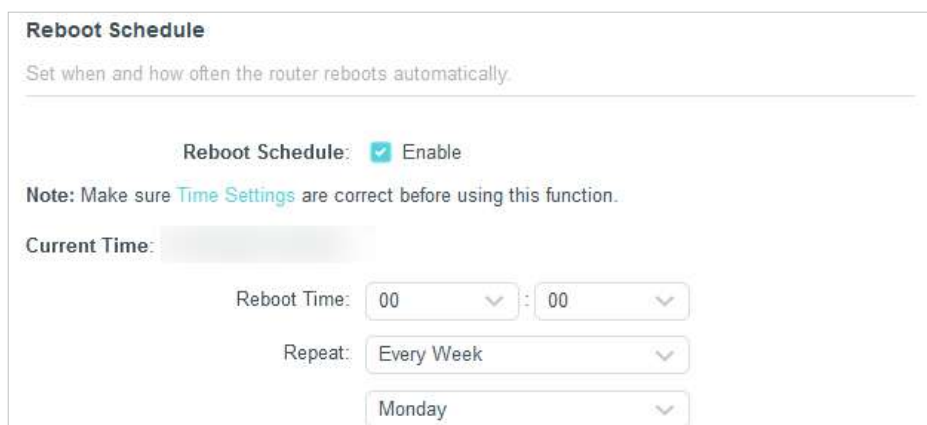 Reboot Schedule
Set when and how often the router reboots automatically.
Reboot Schedule: Enable
Note: Make sure Time Settings are correct before using this function.
Current Time:
Reboot Time: 00 : 00
Repeat: Every Week
Monday